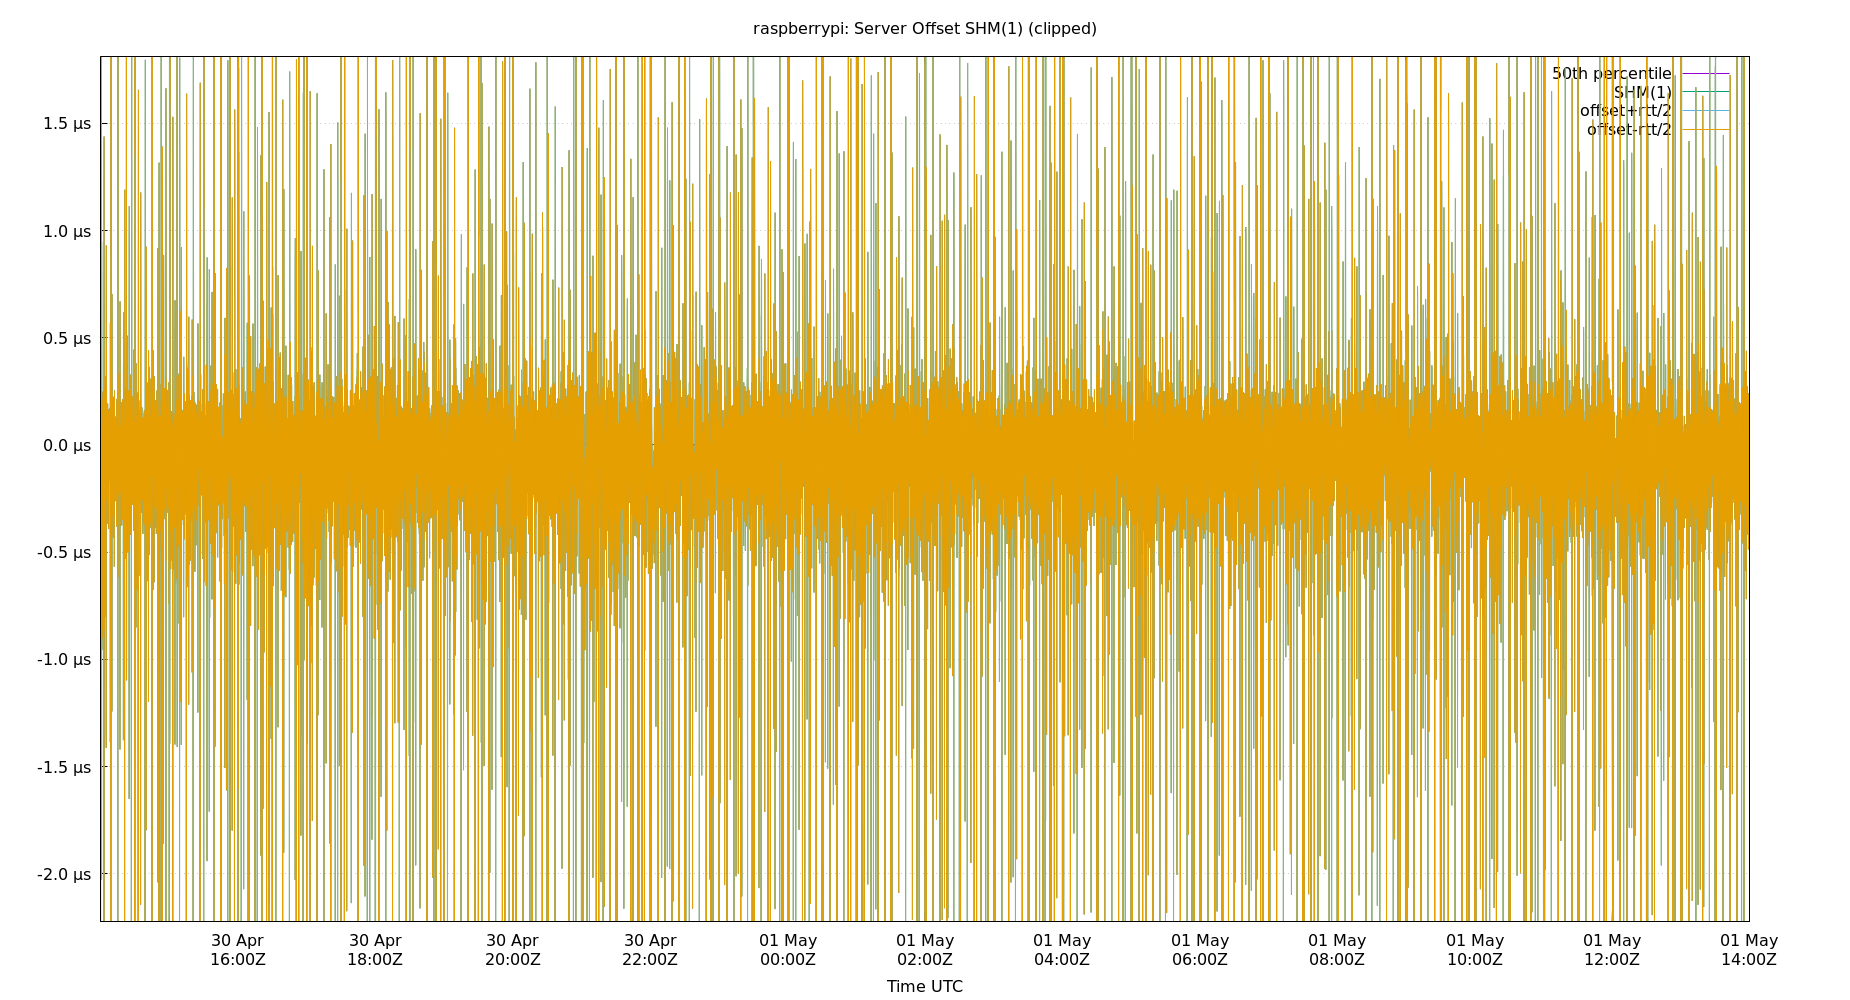 raspberrypi: Server Offset SHM(1) (clipped)
50th percentile
SHM(1)
offset+rtt/2
offset-rtt/2
1.5 µs
1.0 µs
0.5 µs
0.0 µs
-0.5 µs
-1.0 µs
-1.5 µs
-2.0 µs
30 Apr 30 Apr 30 Apr 30 Apr 01 May 01 May 01 May 01 May 01 May 01 May 01 May 01 May
16:00Z 18:00Z 20:00Z 22:00Z 00:00Z 02:00Z 04:00Z 06:00Z 08:00Z 10:00Z 12:00Z 14:00Z
Time UTC